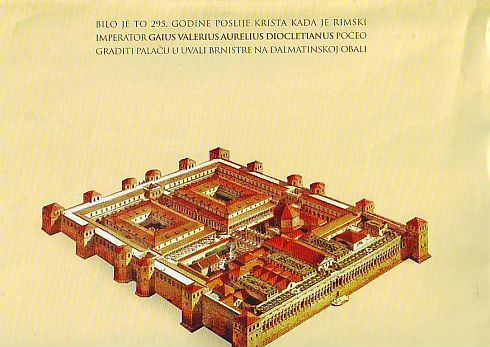 BILO JE TO 295. GODINE POSLIJE KRISTA KADA JE RIMSKI
IMPERATOR GAIUS VALERIUS AURELIUS DIOCLETIANUS POČEO
GRADITI PALAČU U UVALI BRNISTRE NA DALMATINSKOJ OBALI